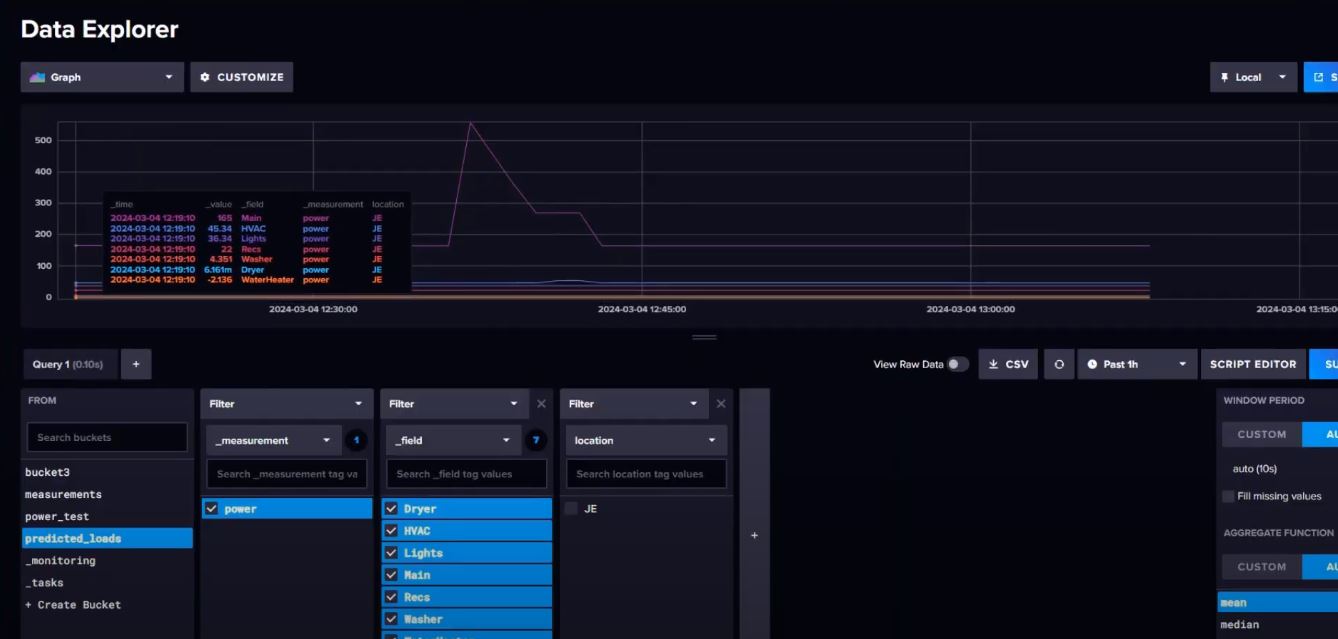 Data Explorer
Graph
CUSTOMIZE
Local
500
400
300
200
100
0
_time _value _field _measurement location
2024-03-04 12:19:10 165 Main power JE
2024-03-04 12:19:10 45.34 HVAC power JE
2024-03-04 12:19:10 36.34 Lights power JE
2024-03-04 12:19:10 22 Recs power JE
2024-03-04 12:19:10 4.351 Washer power JE
2024-03-04 12:19:10 6.161m Dryer power JE
2024-03-04 12:19:10 -2.136 WaterHeater power JE
2024-03-04 12:30:00 2024-03-04 12:45:00 2024-03-04 13:00:00 2024-03-04 13:15:00
Query 1 (0.10s) +
View Raw Data CSV Past 1h SCRIPT EDITOR
FROM
Search buckets
bucket3
measurements
power_test
predicted_loads
_monitoring
_tasks
+ Create Bucket
Filter
_measurement 1
Search _measurement tag va
power
Filter
_field 7
Search _field tag values
Dryer
HVAC
Lights
Main
Recs
Washer
Filter
location
Search location tag values
JE
+
WINDOW PERIOD
CUSTOM AU
auto (10s)
Fill missing values
AGGREGATE FUNCTION
CUSTOM AU
mean
median